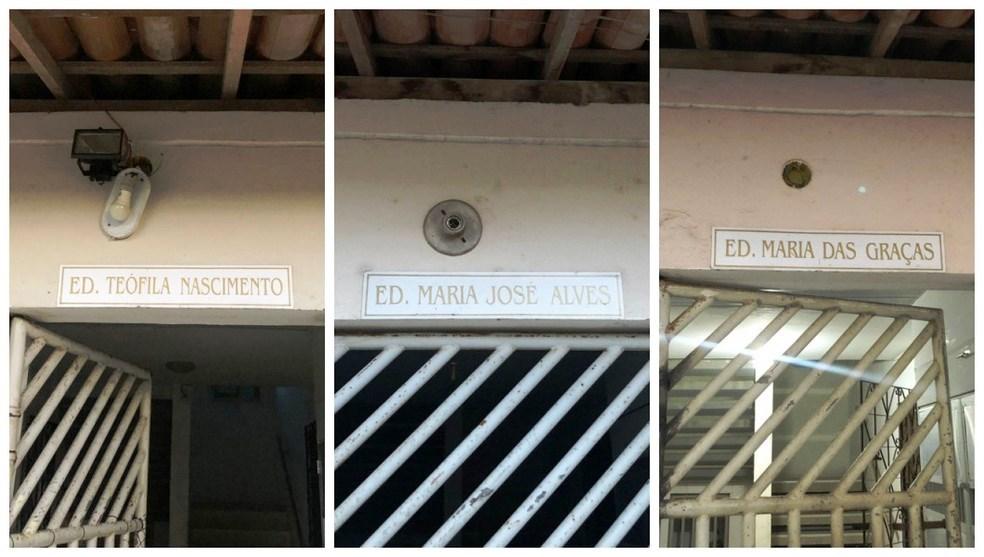 ED. TEÓFILA NASCIMENTO
ED. MARIA JOSÉ ALVES
ED. MARIA DAS GRAÇAS